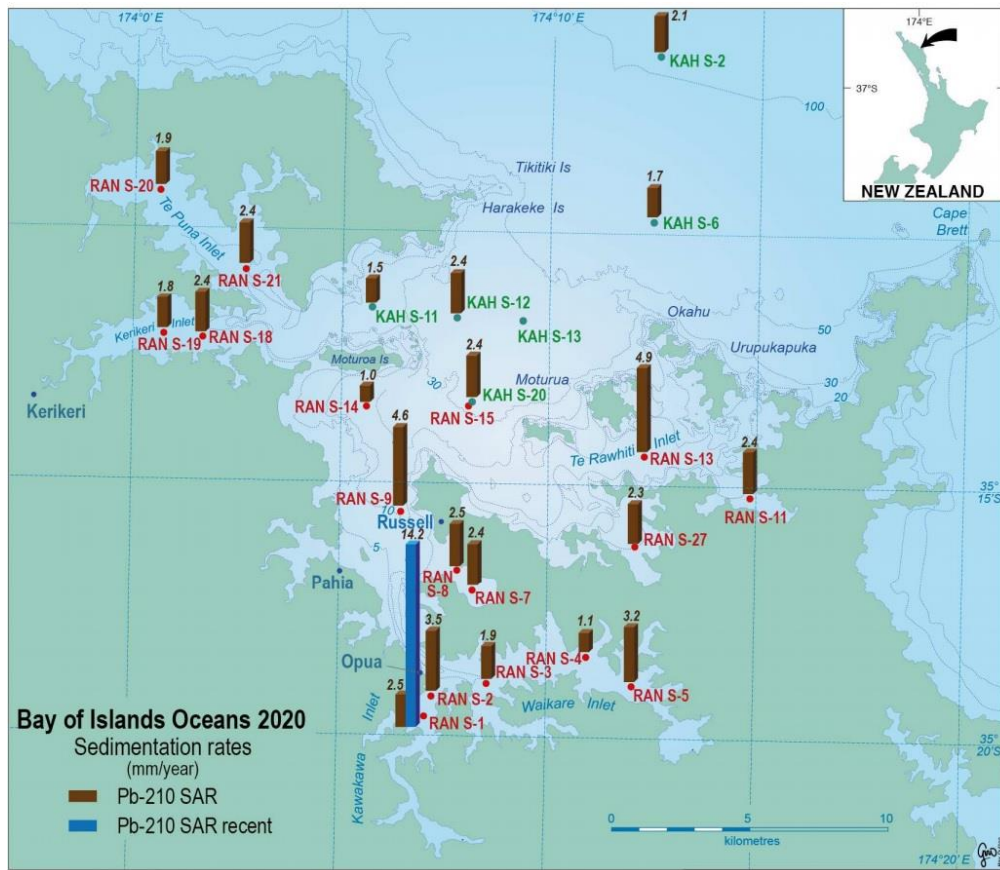 174°0' E
174°10' E
2.1
KAH S-2
174°E
37°S
NEW ZEALAND
100
1.9
RAN S-20
Te Puna Inlet
Tikitiki Is
Harakeke Is
1.7
KAH S-6
Cape
Brett
2.4
RAN S-21
1.5
KAH S-11
2.4
KAH S-12
KAH S-13
Okahu
50
Urupukapuka
1.8
2.4
Kerikeri Inlet
RAN S-19
RAN S-18
Moturoa Is
30
2.4
Moturua
4.9
30
20
1.0
RAN S-14
KAH S-20
RAN S-15
Kerikeri
4.6
Te Rawhiti Inlet
RAN S-13
2.4
RAN S-11
35°
15'S
RAN S-9
10
Russell
2.5
2.4
2.3
RAN S-27
5
14.2
Pahia
RAN
S-8
RAN S-7
3.5
1.9
1.1
3.2
Opua
RAN S-4
RAN S-3
RAN S-5
RAN S-2
Waikare Inlet
2.5
RAN S-1
Inlet
Kawakawa
35°
20'S
Bay of Islands Oceans 2020
Sedimentation rates
(mm/year)
Pb-210 SAR
Pb-210 SAR recent
0 5 10
kilometres
174°20' E